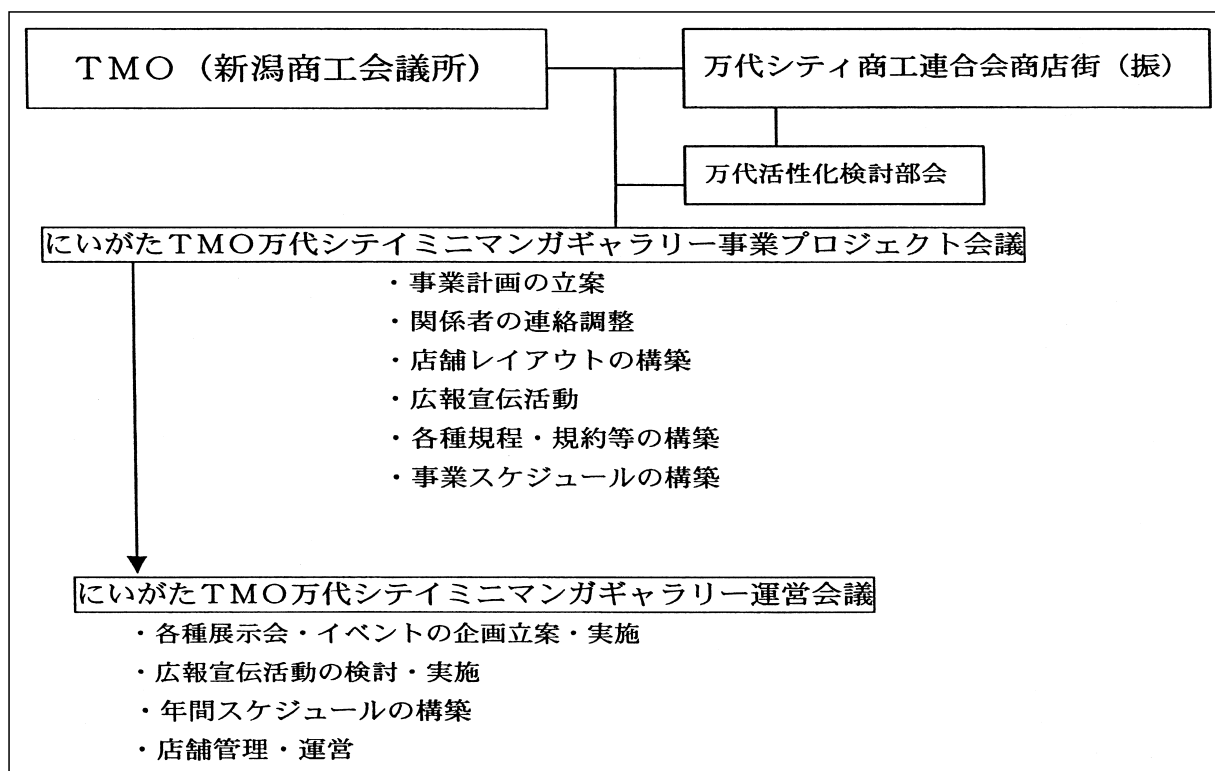 TMO（新潟商工会議所）
万代シティ商工連合会商店街（振）
万代活性化検討部会
にいがたTMO万代シテイミニマンガギャラリー事業プロジェクト会議
・事業計画の立案
・関係者の連絡調整
・店舗レイアウトの構築
・広報宣伝活動
・各種規程・規約等の構築
・事業スケジュールの構築
にいがたTMO万代シテイミニマンガギャラリー運営会議
・各種展示会・イベントの企画立案・実施
・広報宣伝活動の検討・実施
・年間スケジュールの構築
・店舗管理・運営